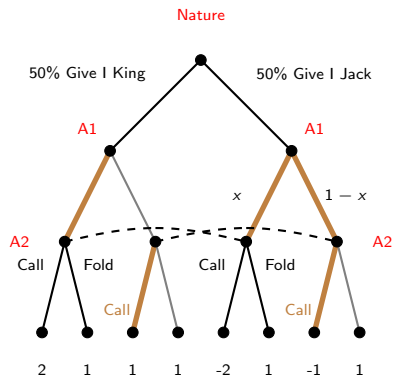 Nature
50% Give I King
50% Give I Jack
A1
A1
x
1 − x
A2
A2
Call
Fold
Call
Fold
Call
Call
2
1
1
1
-2
1
-1
1